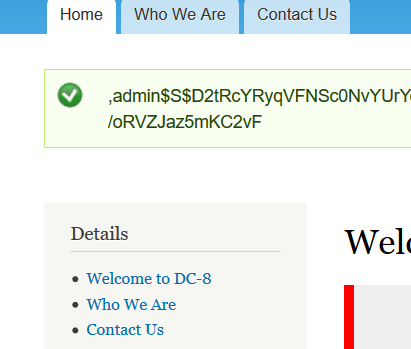 Home Who We Are Contact Us
,admin$S$D2tRcYRyqVFNSc0NvYUrY
/oRVZJaz5mKC2vF
Details
Welcome to DC-8
Who We Are
Contact Us